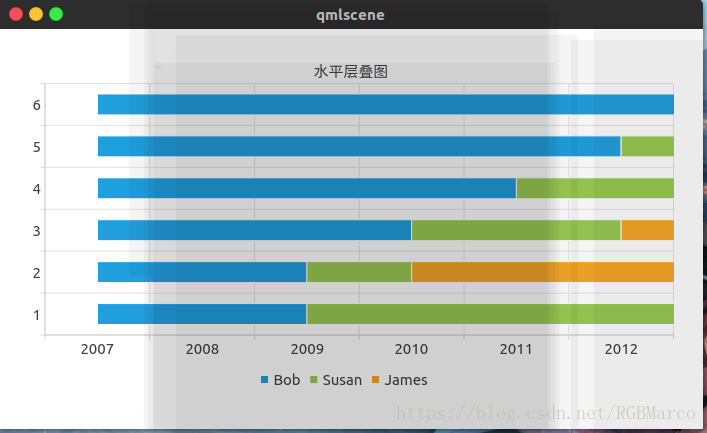 qmlscene
水平层叠图
6
5
4
3
2
1
2007 2008 2009 2010 2011 2012
Bob Susan James
https://blog.csdn.net/RGBMarco